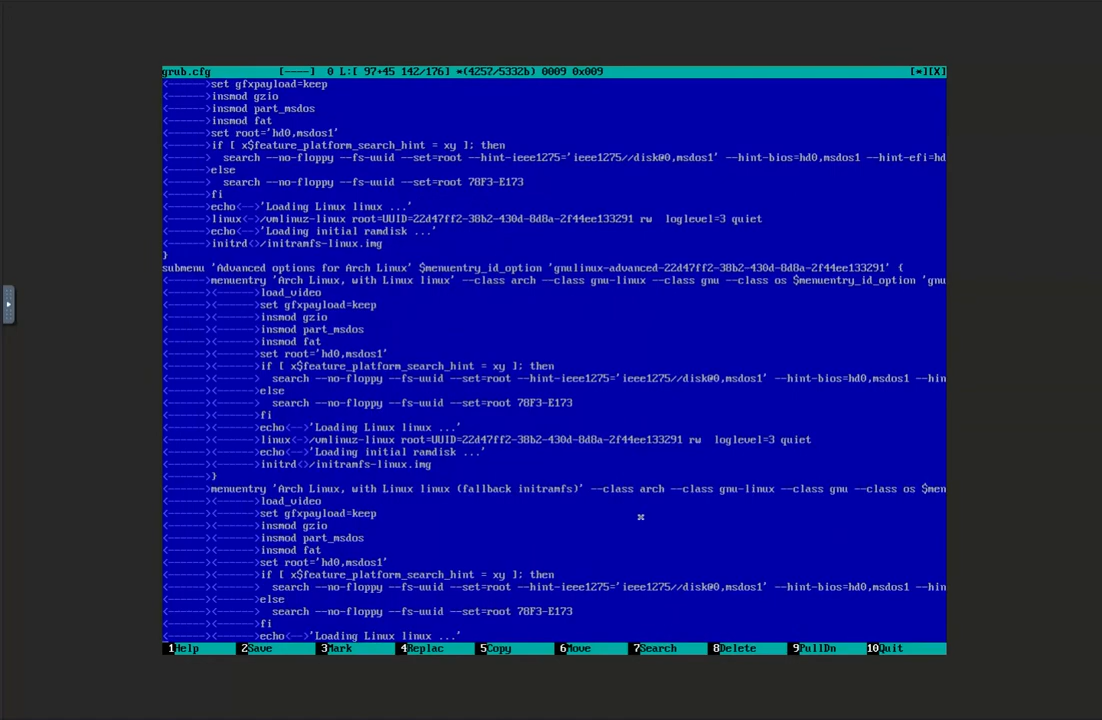 grub.cfg [----] 0 L:[ 97+45 142/176] *(4257/5332b) 0009 0x009 [*][X]
<------>set gfxpayload=keep
<------>insmod gzio
<------>insmod part_msdos
<------>insmod fat
<------>set root='hd0,msdos1'
<------>if [ x$feature_platform_search_hint = xy ]; then
<------>  search --no-floppy --fs-uuid --set=root --hint-ieee1275='ieee1275//disk@0,msdos1' --hint-bios=hd0,msdos1 --hint-efi=hd
<------>else
<------>  search --no-floppy --fs-uuid --set=root 78F3-E173
<------>fi
<------>echo<-->'Loading Linux linux ...'
<------>linux<->/vmlinuz-linux root=UUID=22d47ff2-38b2-430d-8d8a-2f44ee133291 rw  loglevel=3 quiet
<------>echo<-->'Loading initial ramdisk ...'
<------>initrd<>/initramfs-linux.img
}
submenu 'Advanced options for Arch Linux' $menuentry_id_option 'gnulinux-advanced-22d47ff2-38b2-430d-8d8a-2f44ee133291' {
<------>menuentry 'Arch Linux, with Linux linux' --class arch --class gnu-linux --class gnu --class os $menuentry_id_option 'gnu
<------><------>load_video
<------><------>set gfxpayload=keep
<------><------>insmod gzio
<------><------>insmod part_msdos
<------><------>insmod fat
<------><------>set root='hd0,msdos1'
<------><------>if [ x$feature_platform_search_hint = xy ]; then
<------><------>  search --no-floppy --fs-uuid --set=root --hint-ieee1275='ieee1275//disk@0,msdos1' --hint-bios=hd0,msdos1 --hin
<------><------>else
<------><------>  search --no-floppy --fs-uuid --set=root 78F3-E173
<------><------>fi
<------><------>echo<-->'Loading Linux linux ...'
<------><------>linux<->/vmlinuz-linux root=UUID=22d47ff2-38b2-430d-8d8a-2f44ee133291 rw  loglevel=3 quiet
<------><------>echo<-->'Loading initial ramdisk ...'
<------><------>initrd<>/initramfs-linux.img
<------>}
<------>menuentry 'Arch Linux, with Linux linux (fallback initramfs)' --class arch --class gnu-linux --class gnu --class os $men
<------><------>load_video
<------><------>set gfxpayload=keep
<------><------>insmod gzio
<------><------>insmod part_msdos
<------><------>insmod fat
<------><------>set root='hd0,msdos1'
<------><------>if [ x$feature_platform_search_hint = xy ]; then
<------><------>  search --no-floppy --fs-uuid --set=root --hint-ieee1275='ieee1275//disk@0,msdos1' --hint-bios=hd0,msdos1 --hin
<------><------>else
<------><------>  search --no-floppy --fs-uuid --set=root 78F3-E173
<------><------>fi
<------><------>echo<-->'Loading Linux linux ...'
1Help 2Save 3Mark 4Replac 5Copy 6Move 7Search 8Delete 9PullDn 10Quit